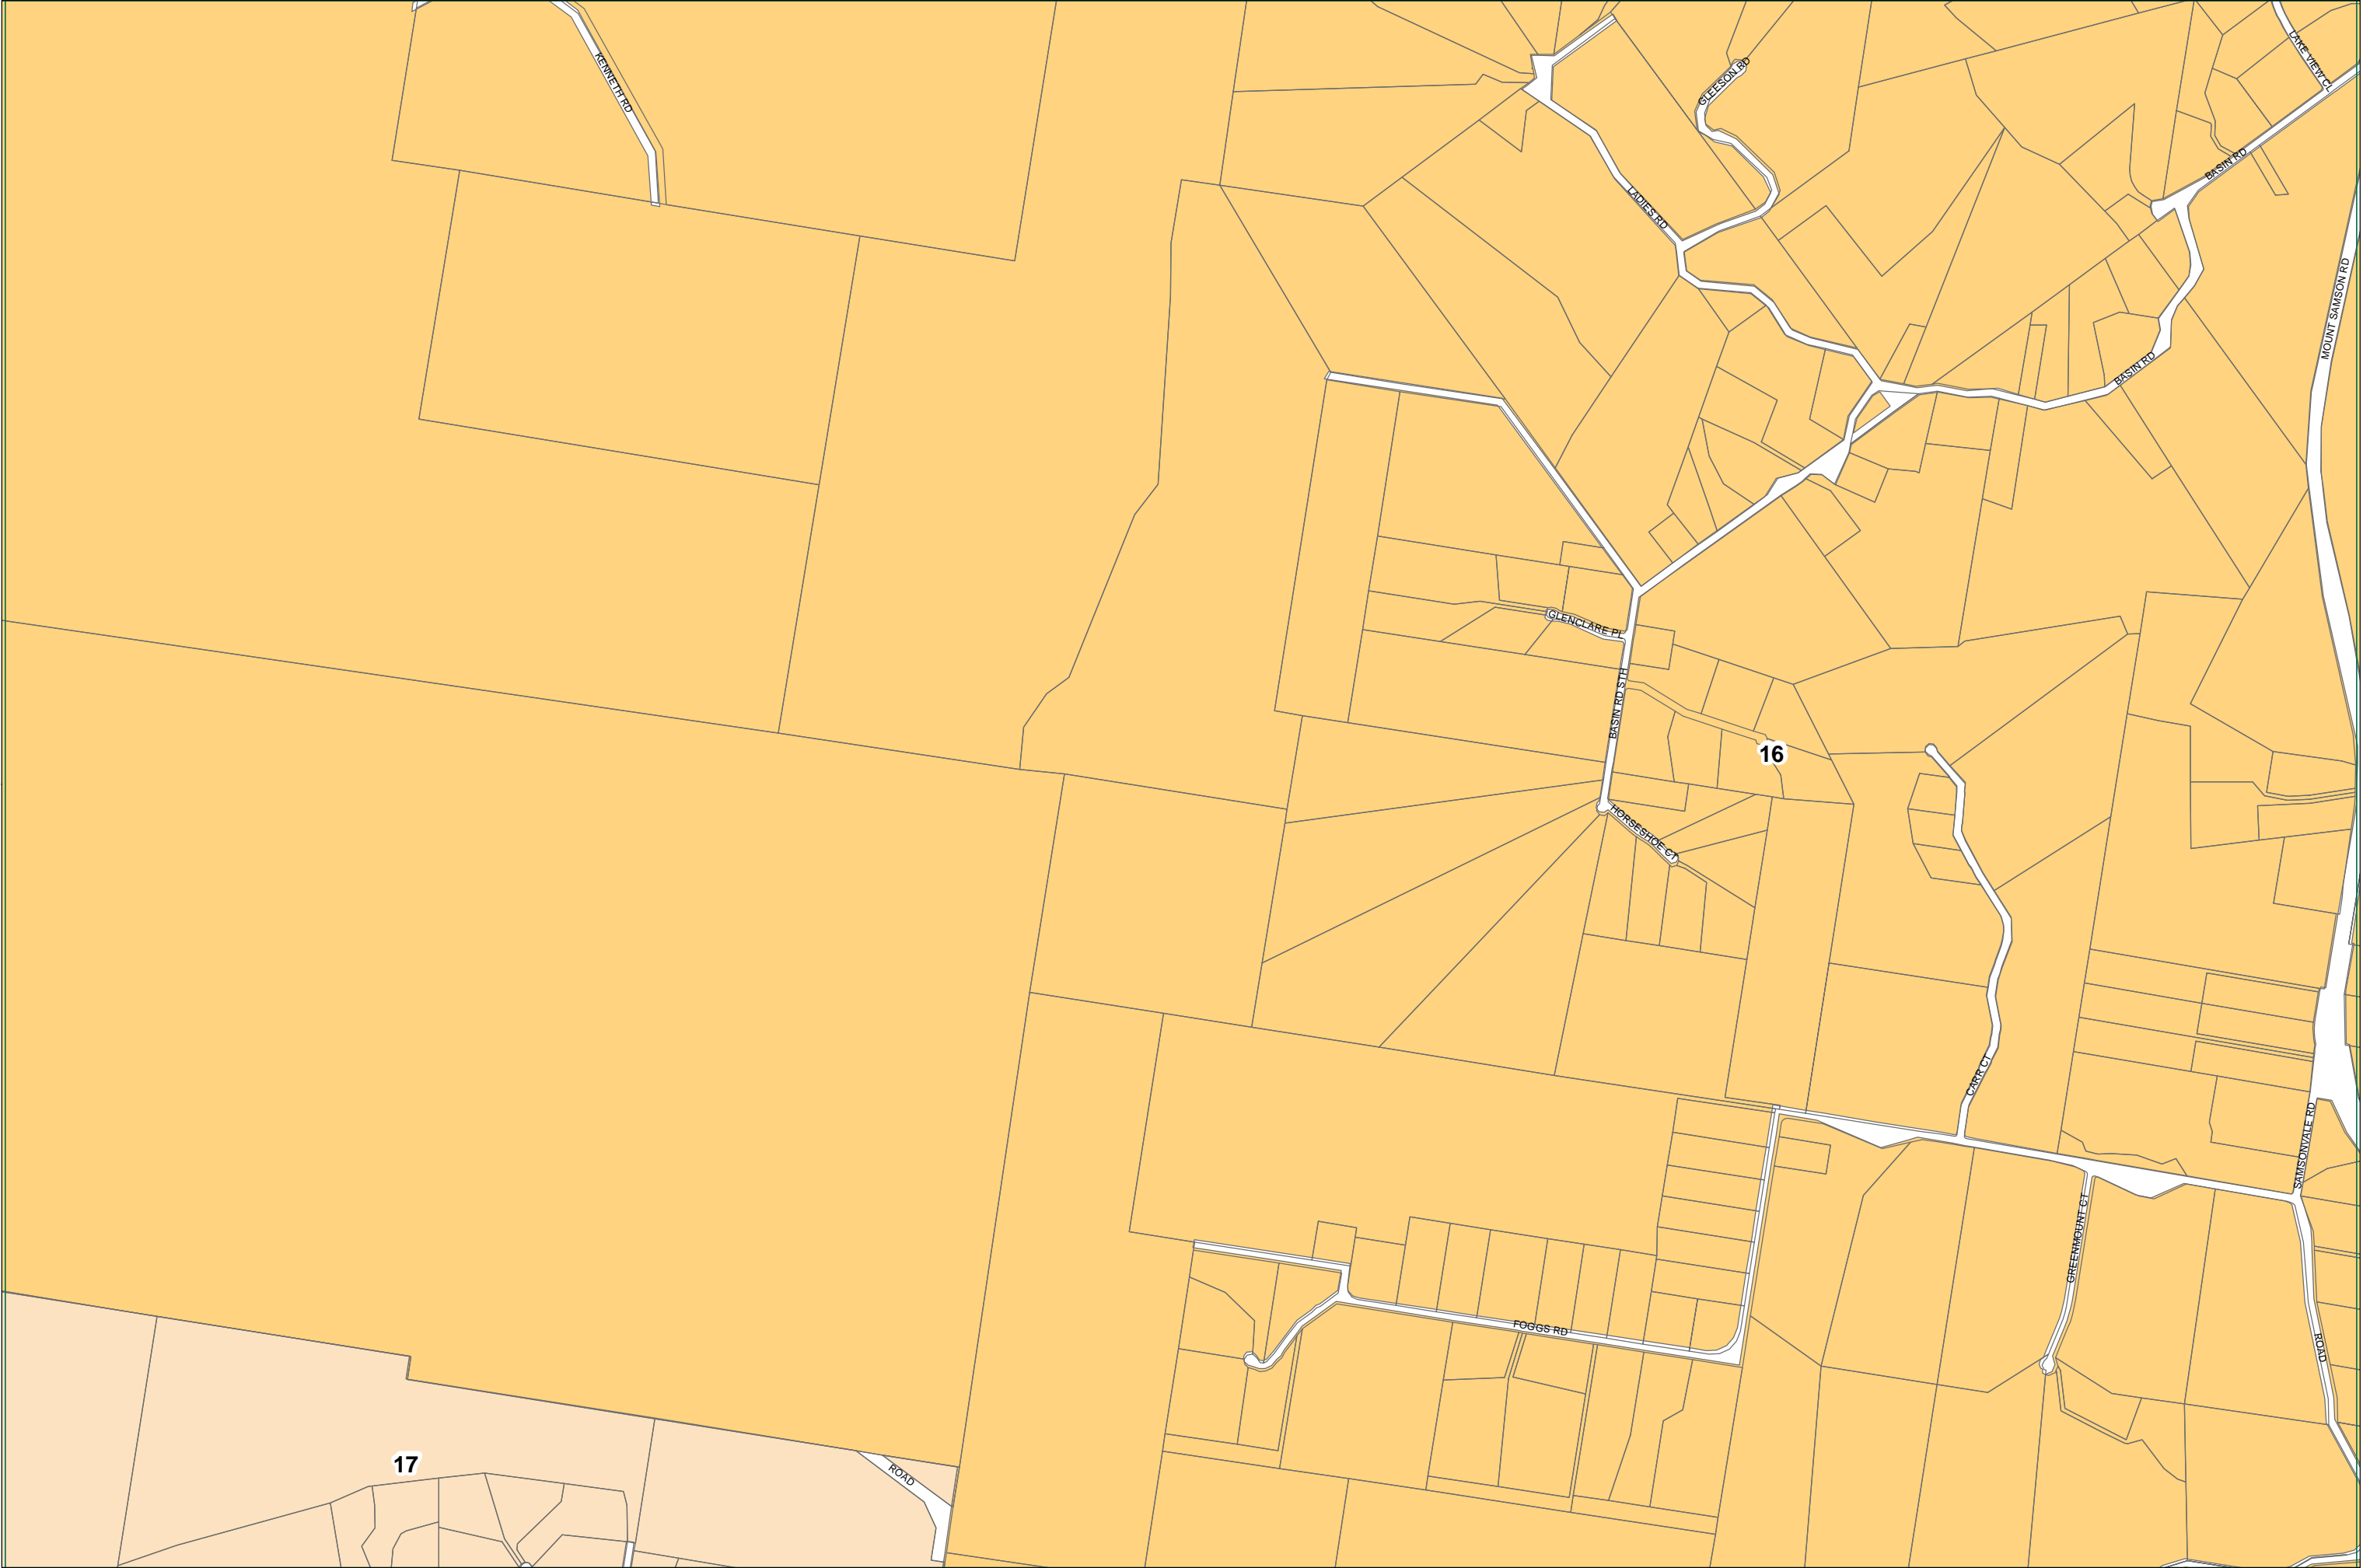 KENNETH RD
GLEESON RD
LAKE VIEW CL
BASIN RD
LADIES RD
MOUNT SAMSON RD
BASIN RD
GLENCLARE PL
BASIN RD STH
16
HORSESHOE CT
CARR CT
SAMSONVALE RD
GREENMOUNT CT
FOGGS RD
ROAD
17
ROAD